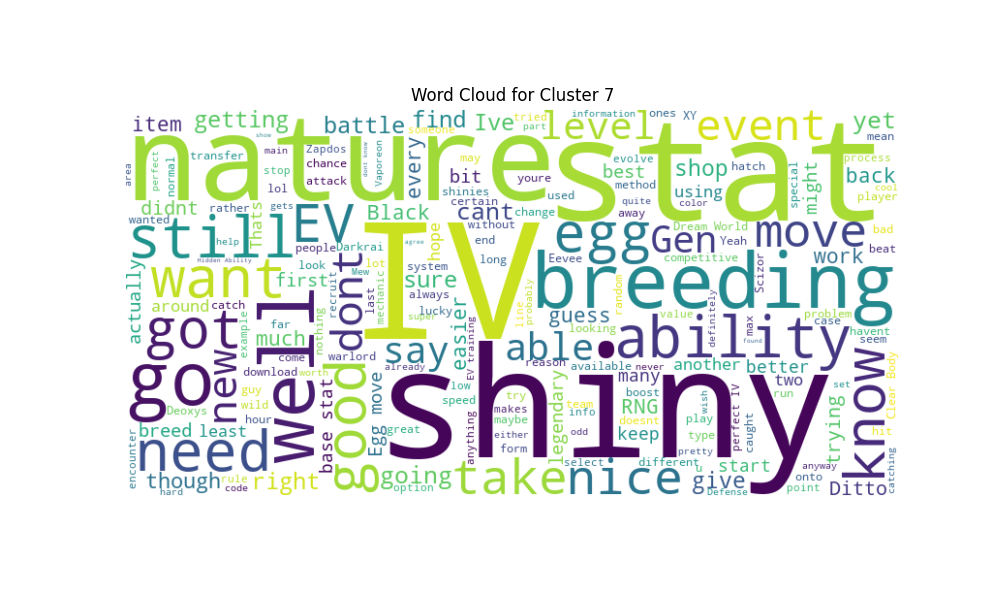 Word Cloud for Cluster 7
item
getting
battle
find
Ive
tried
part
information
ones
XY
level
event
yet
mean
nature
stat
someone
show
area
perfect
normal
transfer
main
stop
lol
gets
Zapdos
chance
attack
dont know
Vaporeon
every
may
bit
youre
shinies
certain
evolve
best
method
used
quite
away
color
shop
using
hatch
special
might
back
process
cool
player
didnt
rather
Thats
wanted
help
Hidden Ability
still
EV
people
Black
Darkrai
agree
hope
cant
without
end
change
egg
Gen
Dream World
Yeah
competitive
move
work
bad
beat
actually
want
first
look
Mew
lot
recruit
dont
last
mechanic
IV
system
sure
always
lucky
super
long
Eevee
line
probably
breeding
guess
random
value
Scizor
problem
around
catch
got
example
far
much
nothing
come
well
new
go
download
worth
warlord
say
already
easier
EV training
able
reason
looking
available
never
ability
definitely
max
found
case
havent
seem
another
better
many
two
set
know
Clear Body
Deoxys
guy
wild
hour
breed
least
encounter
need
though
hard
rule
code
right
base stat
good
Egg move
great
going
option
shiny
low
speed
anything
try
makes
maybe
either
form
odd
legendary
team
info
boost
RNG
doesnt
keep
play
type
wish
pretty
perfect IV
caught
run
start
trying
hit
catching
anyway
onto
point
Ditto
take
nice
select
different
give
Defense